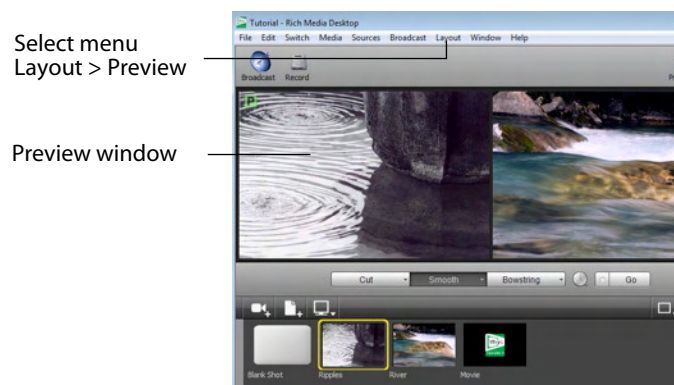 Tutorial - Rich Media Desktop
Select menu
Layout > Preview
File Edit Switch Media Sources Broadcast Layout Window Help
Broadcast Record
P
Preview window
Cut Smooth Bowstring Go
Blank Shot Ripples River Movie